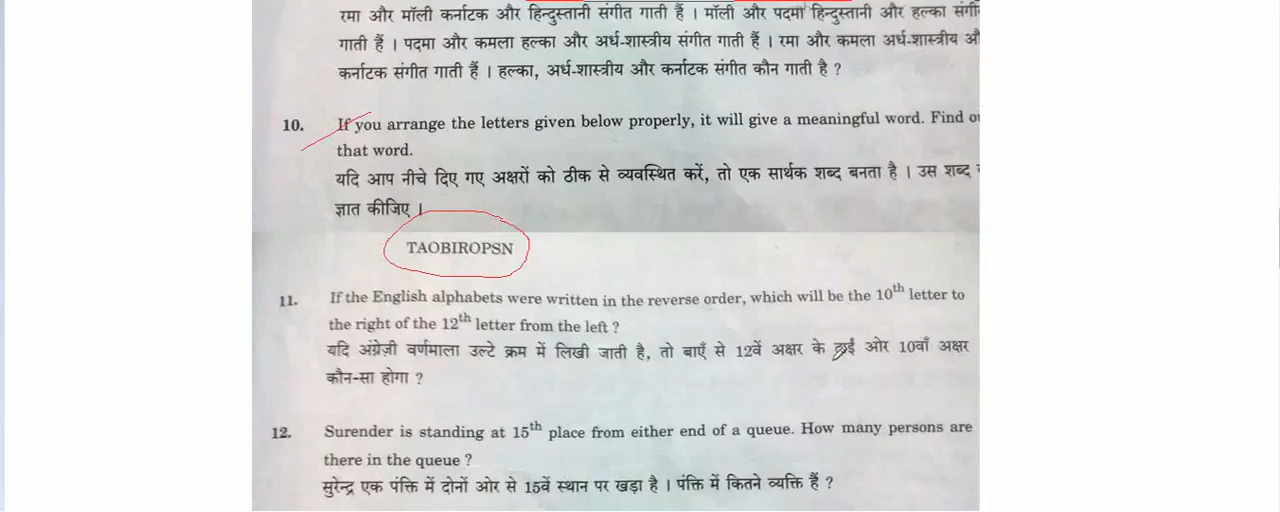 रमा और मॉली कर्नाटक और हिन्दुस्तानी संगीत गाती हैं । मॉली और पदमा हिन्दुस्तानी और हल्का
गाती हैं । पदमा और कमला हल्का और अर्ध-शास्त्रीय संगीत गाती हैं । रमा और कमला अर्ध-शास्त्रीय
कर्नाटक संगीत गाती हैं । हल्का, अर्ध-शास्त्रीय और कर्नाटक संगीत कौन गाती है ?
10. If you arrange the letters given below properly, it will give a meaningful word. Find
that word.
यदि आप नीचे दिए गए अक्षरों को ठीक से व्यवस्थित करें, तो एक सार्थक शब्द बनता है । उस शब्द
ज्ञात कीजिए ।
TAOBIROPSN
11. If the English alphabets were written in the reverse order, which will be the 10th letter to
the right of the 12th letter from the left ?
यदि अंग्रेज़ी वर्णमाला उल्टे क्रम में लिखी जाती है, तो बाएँ से 12वें अक्षर के ओर 10वाँ अक्षर
कौन-सा होगा ?
12. Surender is standing at 15th place from either end of a queue. How many persons are
there in the queue ?
सुरेन्द्र एक पंक्ति में दोनों ओर से 15वें स्थान पर खड़ा है । पंक्ति में कितने व्यक्ति हैं ?